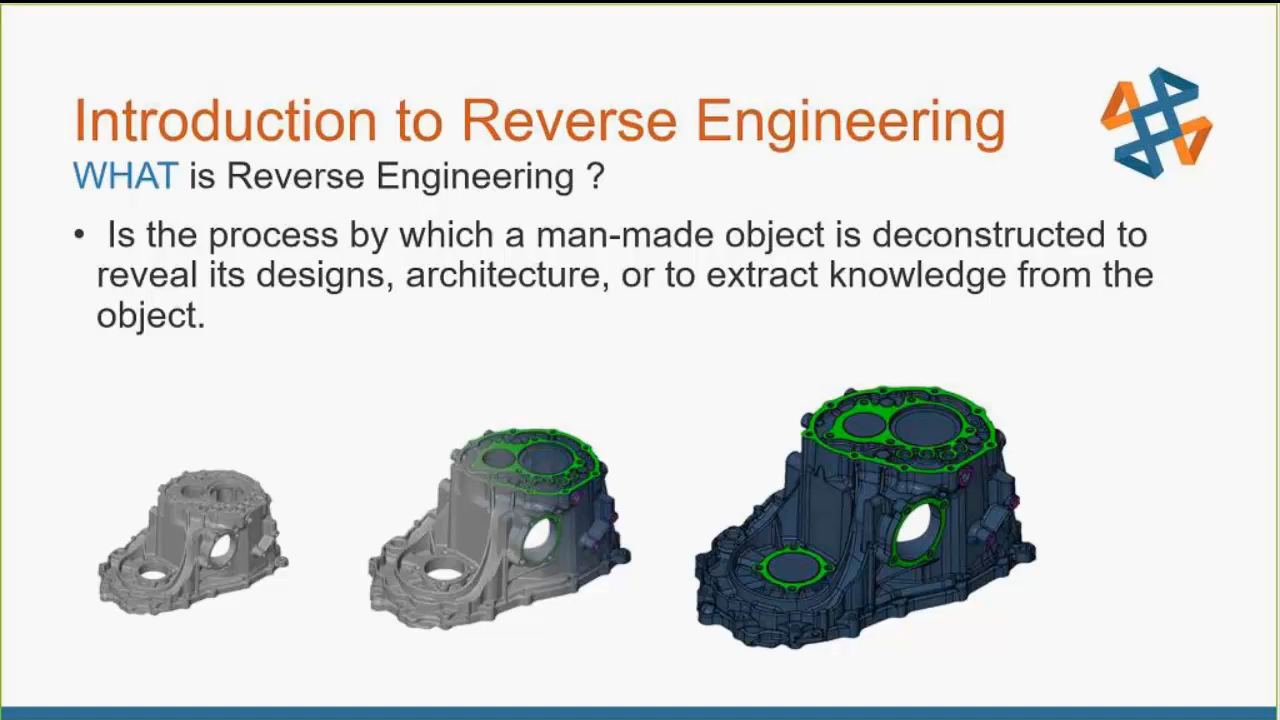 Introduction to Reverse Engineering
WHAT is Reverse Engineering ?
• Is the process by which a man-made object is deconstructed to
reveal its designs, architecture, or to extract knowledge from the
object.